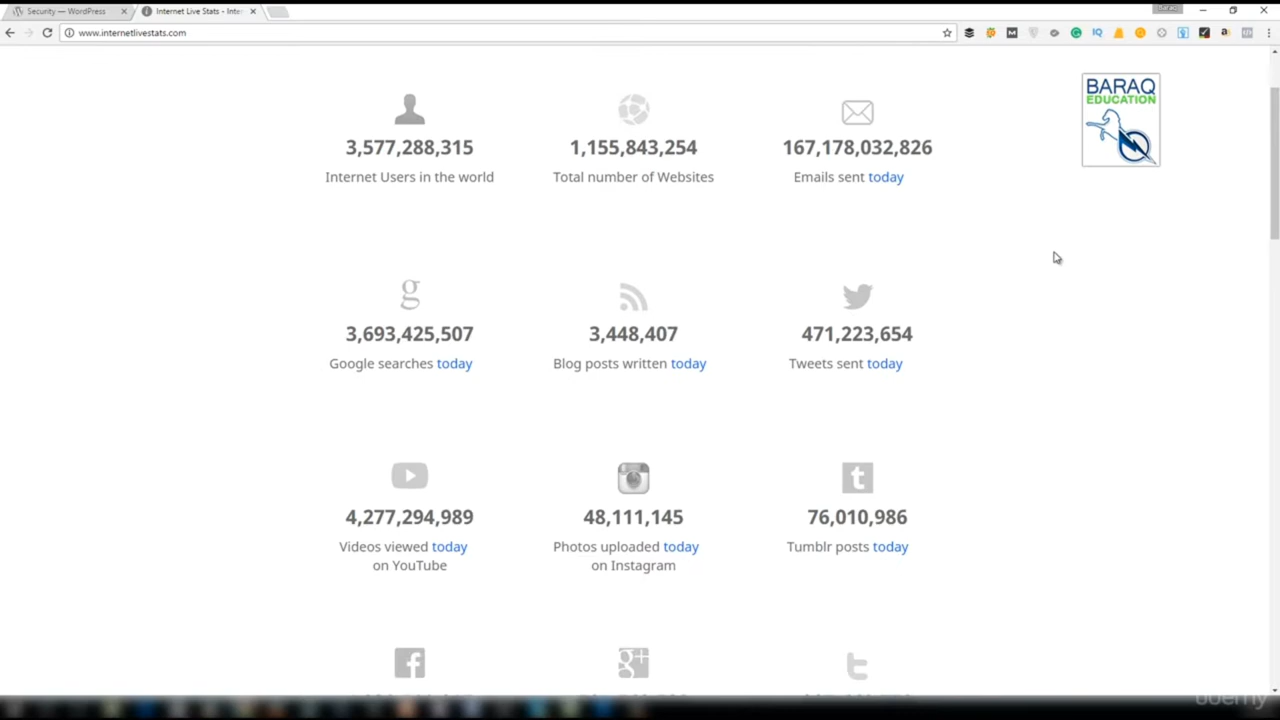 Security — WordPress
Internet Live Stats - Inte
www.internetlivestats.com
BARAQ
EDUCATION
3,577,288,315
1,155,843,254
167,178,032,826
Internet Users in the world
Total number of Websites
Emails sent today
3,693,425,507
3,448,407
471,223,654
Google searches today
Blog posts written today
Tweets sent today
4,277,294,989
48,111,145
76,010,986
Videos viewed today
on YouTube
Photos uploaded today
on Instagram
Tumblr posts today
udemy